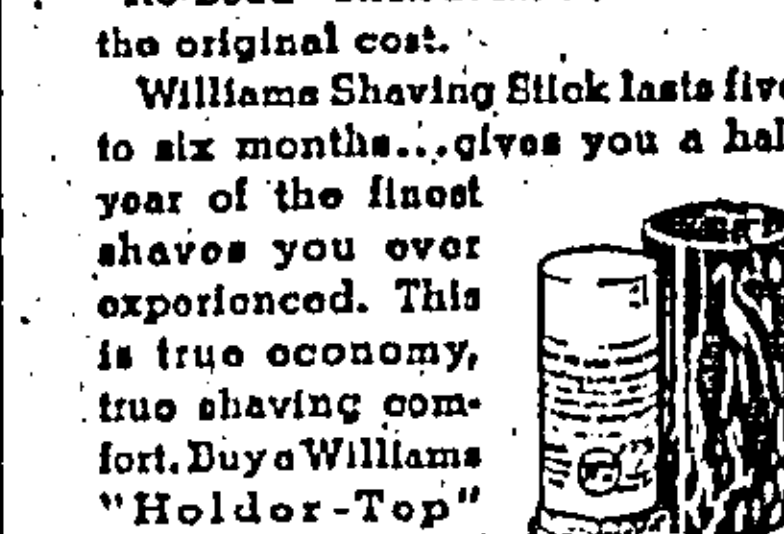 the original cost.
Williams Shaving Stick lasts five
to six months...gives you a hal
year of the finest
shaves you ever
experienced. This
is true economy,
true shaving com-
fort. Buy a Williams
"Holder-Top"